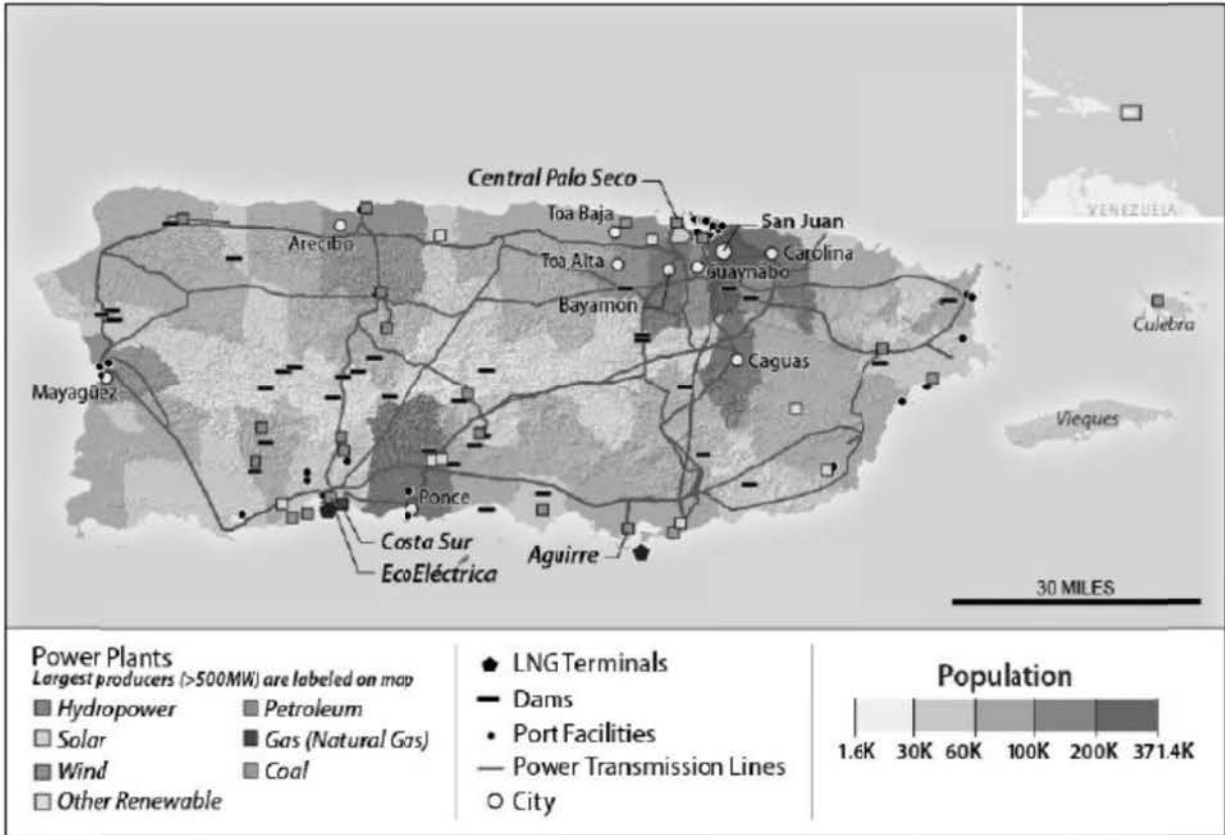 VENEZUELA
Central Palo Seco
Toa Baja
San Juan
Arecibo
Toa Alta
Guaynabo
Carolina
Bayamón
Culebra
Mayagüez
Caguas
Vieques
Ponce
Costa Sur
EcoEléctrica
Aguirre
30 MILES
Power Plants
Largest producers (>500MW) are labeled on map
Hydropower
Solar
Wind
Other Renewable
Petroleum
Gas (Natural Gas)
Coal
LNG Terminals
Dams
Port Facilities
Power Transmission Lines
City
Population
1.6K 30K 60K 100K 200K 371.4K